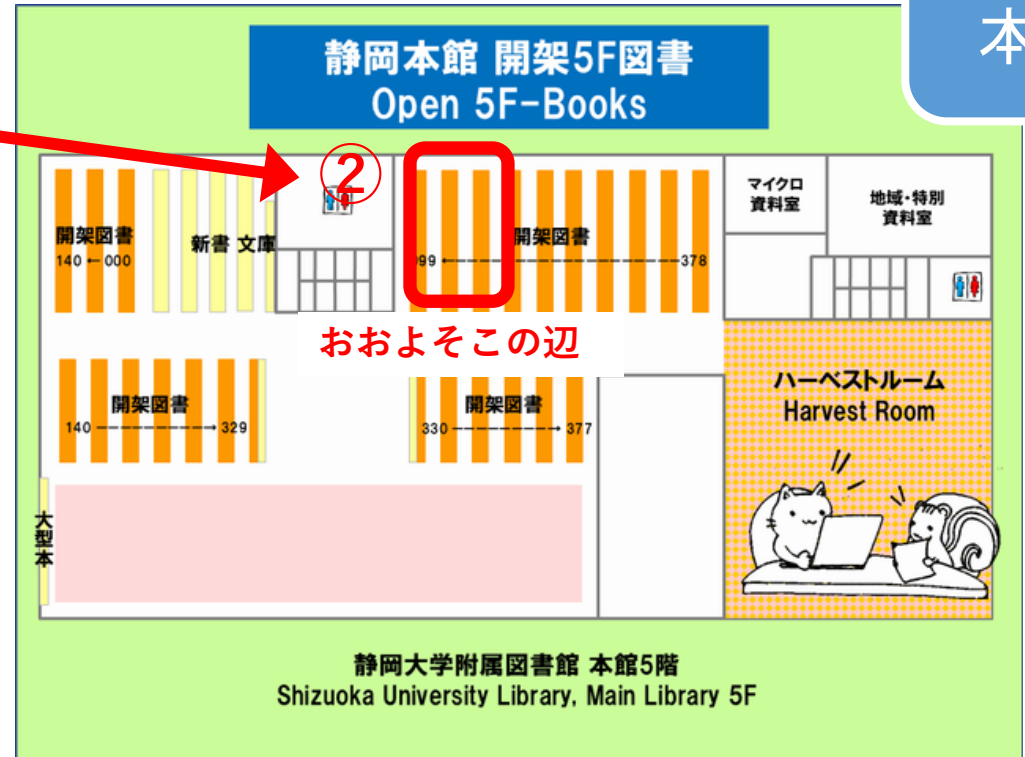 本
静岡本館 開架5F図書
Open 5F-Books
②
マイクロ
資料室
地域・特別
資料室
開架図書
140 ← 000
新書 文庫
開架図書
99 ←----------378
おおよそこの辺
開架図書
140 ----------→ 329
開架図書
330 ----------→ 377
ハーベストルーム
Harvest Room
大型本
静岡大学附属図書館 本館5階
Shizuoka University Library, Main Library 5F